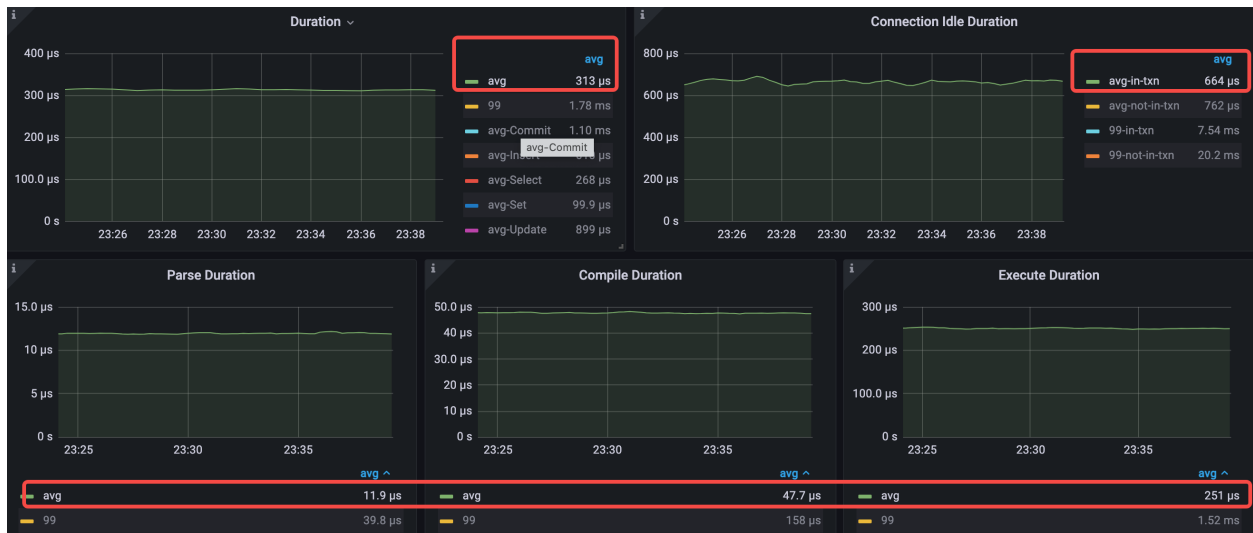 i
Duration
400 µs
300 µs
200 µs
100.0 µs
0 s
23:26 23:28 23:30 23:32 23:34 23:36 23:38
avg
avg 313 µs
99 1.78 ms
avg-Commit 1.10 ms
avg-Commit
avg-Insert µs
avg-Select 268 µs
avg-Set 99.9 µs
avg-Update 899 µs
i
Connection Idle Duration
800 µs
600 µs
400 µs
200 µs
0 s
23:26 23:28 23:30 23:32 23:34 23:36 23:38
avg
avg-in-txn 664 µs
avg-not-in-txn 762 µs
99-in-txn 7.54 ms
99-not-in-txn 20.2 ms
i
Parse Duration
15.0 µs
10 µs
5 µs
0 s
23:25 23:30 23:35
avg
avg 11.9 µs
99 39.8 µs
i
Compile Duration
50.0 µs
40 µs
30.0 µs
20 µs
10 µs
0 s
23:25 23:30 23:35
avg
avg 47.7 µs
99 158 µs
i
Execute Duration
300 µs
200 µs
100.0 µs
0 s
23:25 23:30 23:35
avg
avg 251 µs
99 1.52 ms